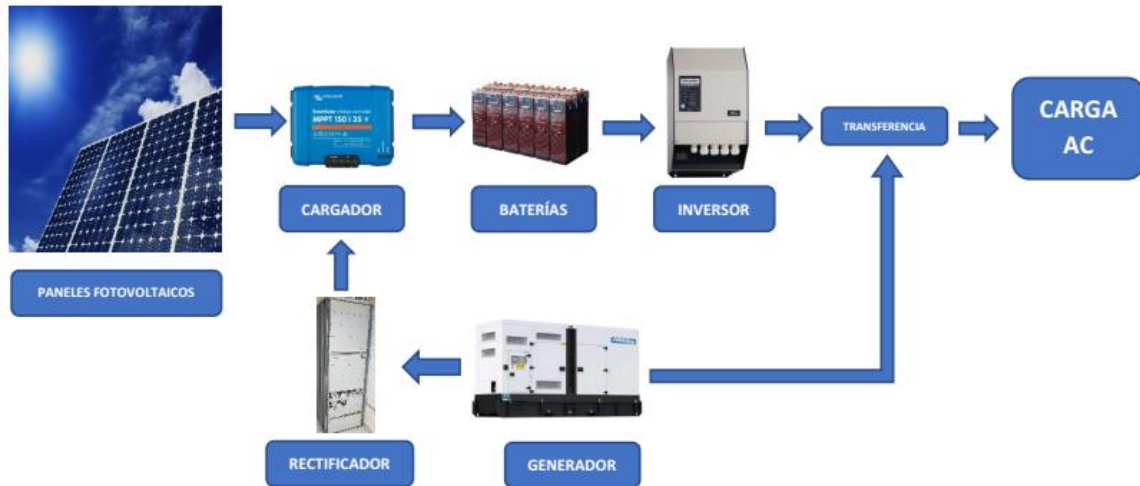 MPPT 150 | 35
TRANSFERENCIA
CARGA
AC
CARGADOR
BATERÍAS
INVERSOR
PANELES FOTOVOLTAICOS
RECTIFICADOR
GENERADOR